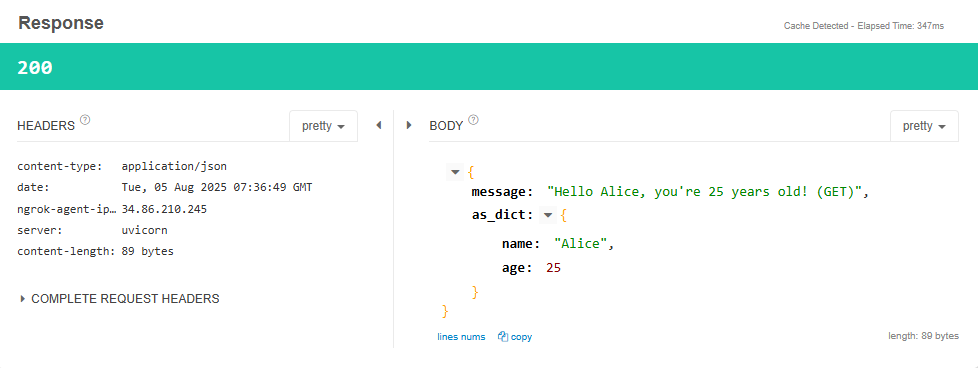 Response
Cache Detected - Elapsed Time: 347ms
200
HEADERS ?
pretty
content-type: application/json
date: Tue, 05 Aug 2025 07:36:49 GMT
ngrok-agent-ip… 34.86.210.245
server: uvicorn
content-length: 89 bytes
COMPLETE REQUEST HEADERS
BODY ?
pretty
{
message: "Hello Alice, you're 25 years old! (GET)",
as_dict: {
name: "Alice",
age: 25
}
}
lines nums copy
length: 89 bytes